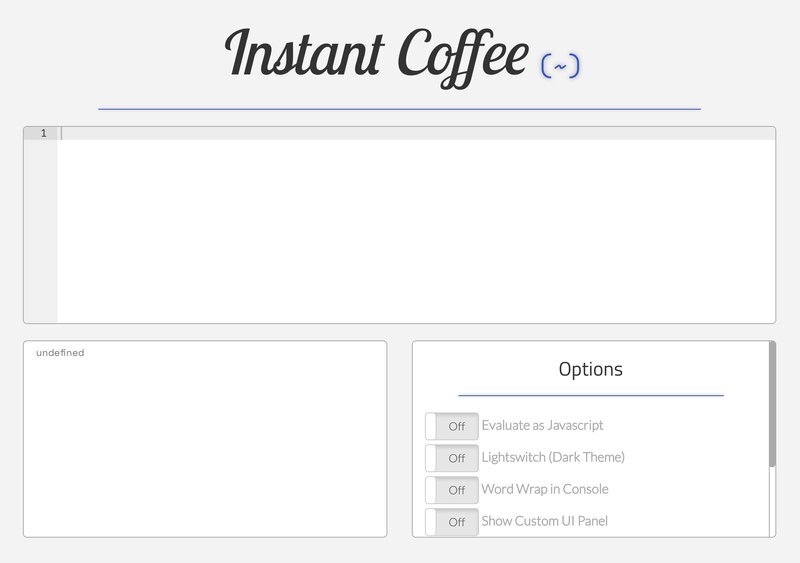 Instant Coffee {~}
1
undefined
Options
Off Evaluate as Javascript
Off Lightswitch (Dark Theme)
Off Word Wrap in Console
Off Show Custom UI Panel